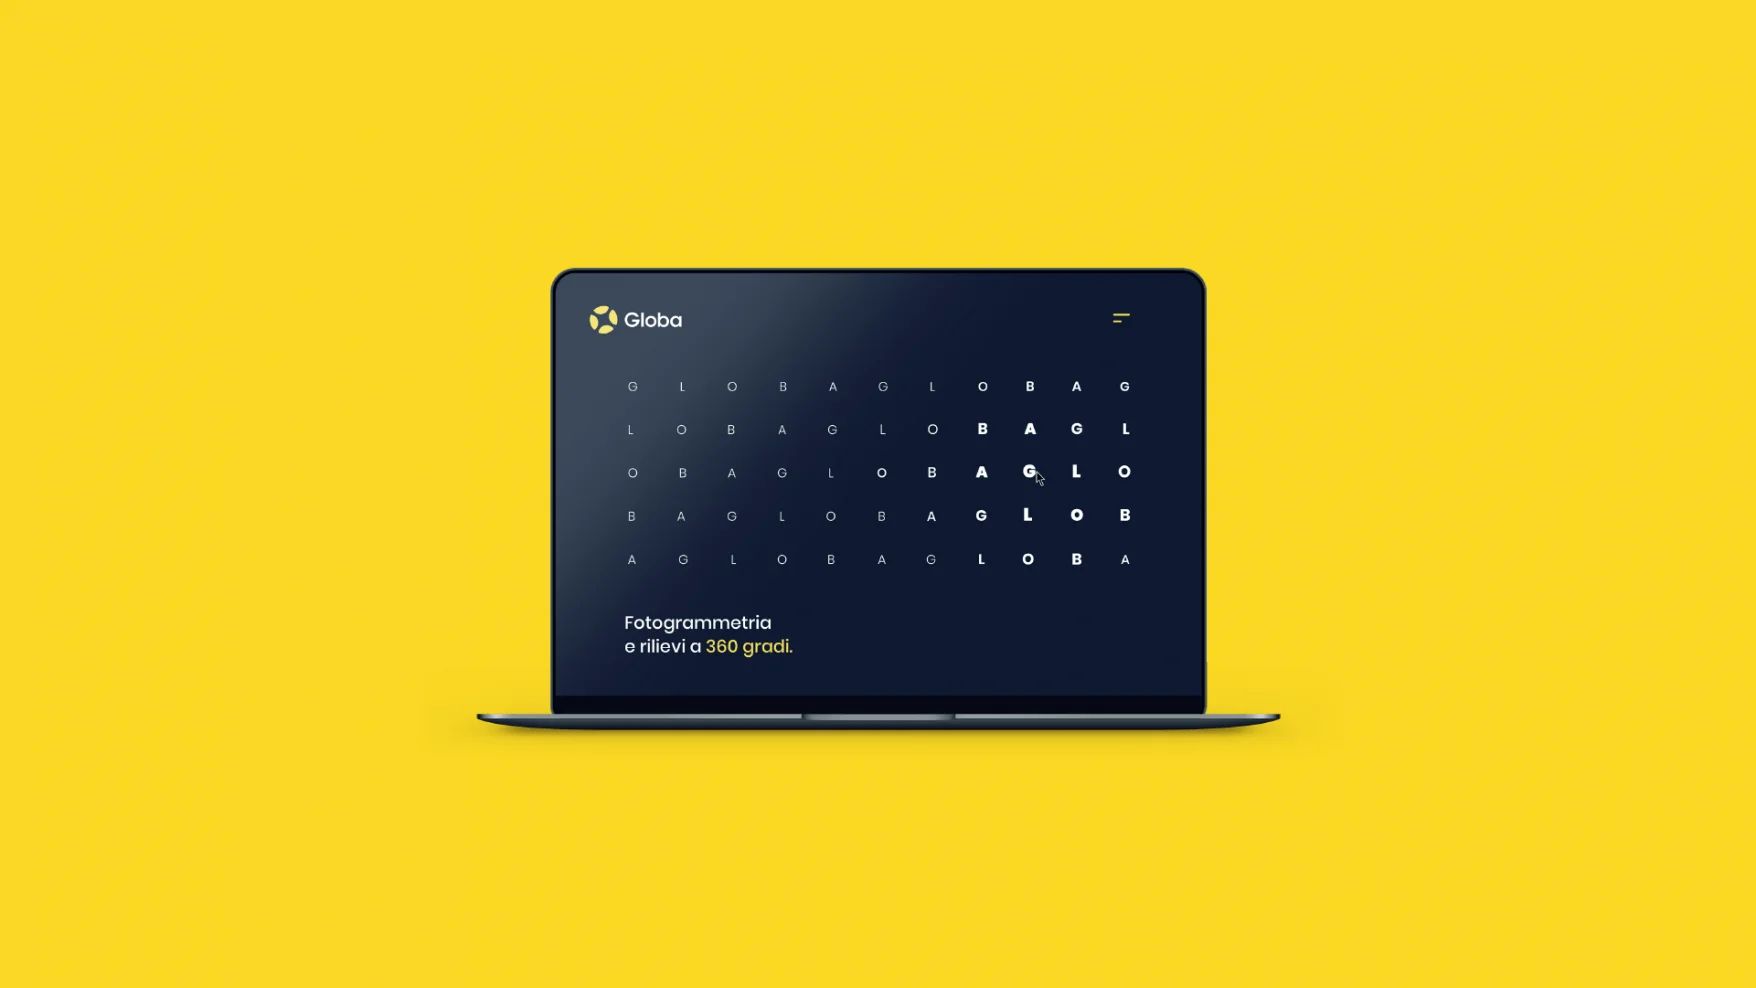 Globa
G L O B A G L O B A G
L O B A G L O B A G L
O B A G L O B A G L O
B A G L O B A G L O B
A G L O B A G L O B A
Fotogrammetria
e rilievi a 360 gradi.